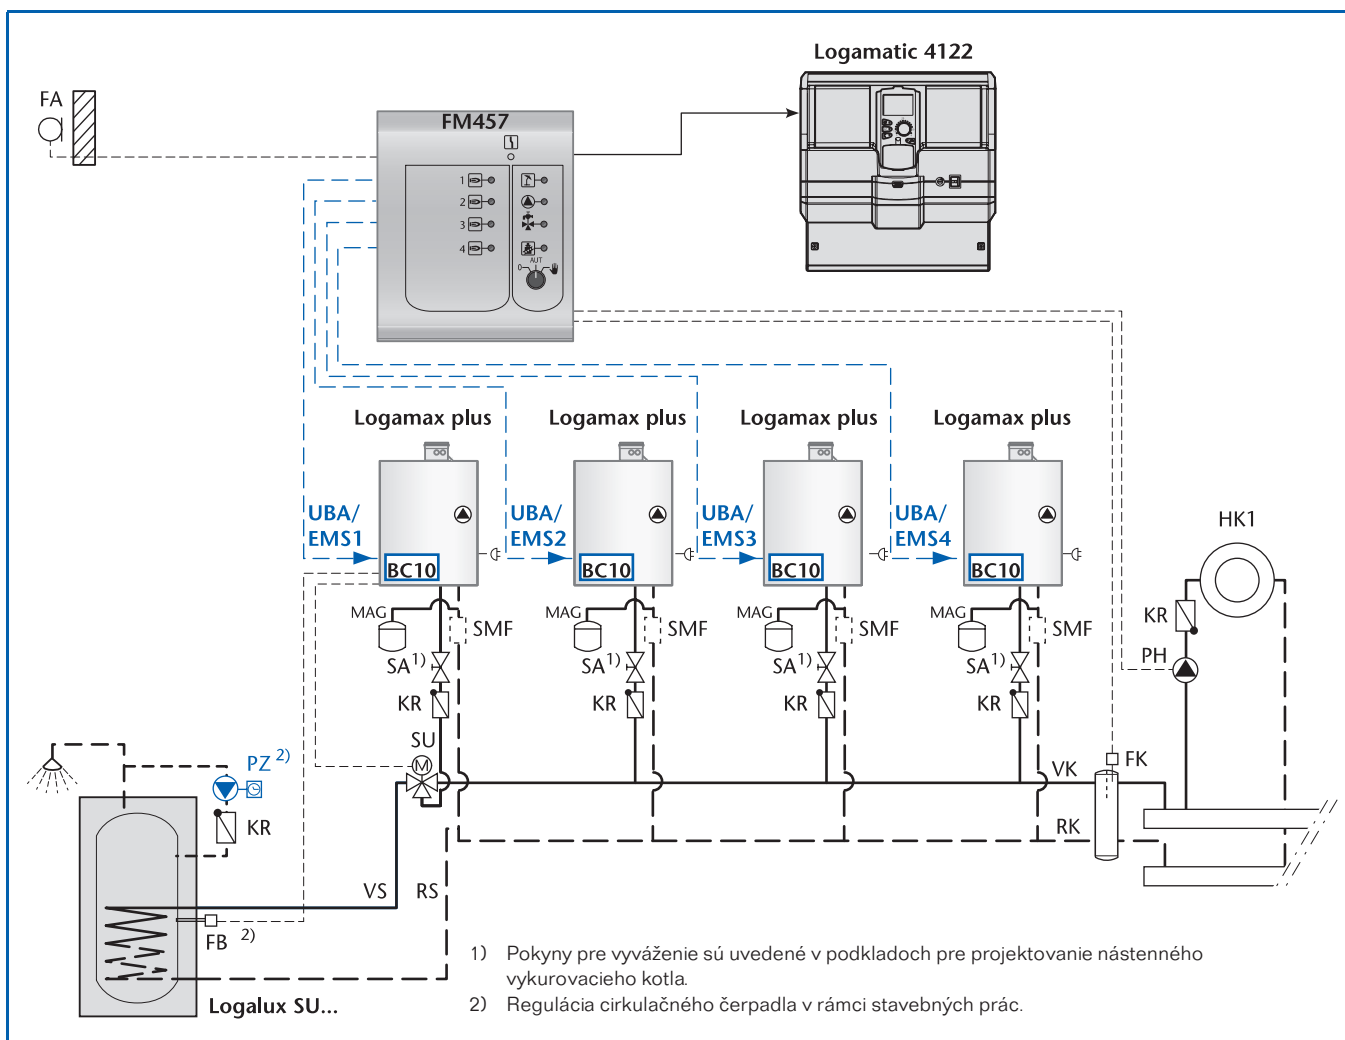 Logamatic 4122
FA
FM457
1
2
3
4
AUT
0
Logamax plus
Logamax plus
Logamax plus
Logamax plus
UBA/
EMS1
UBA/
EMS2
UBA/
EMS3
UBA/
EMS4
BC10
BC10
BC10
BC10
HK1
MAG
SMF
MAG
SMF
MAG
SMF
MAG
SMF
KR
SA 1)
SA 1)
SA 1)
SA 1)
PH
KR
KR
KR
KR
SU
M
PZ 2)
VK
FK
KR
RK
VS
RS
FB 2)
Logalux SU...
1) Pokyny pre vyváženie sú uvedené v podkladoch pre projektovanie nástenného
vykurovacieho kotla.
2) Regulácia cirkulačného čerpadla v rámci stavebných prác.